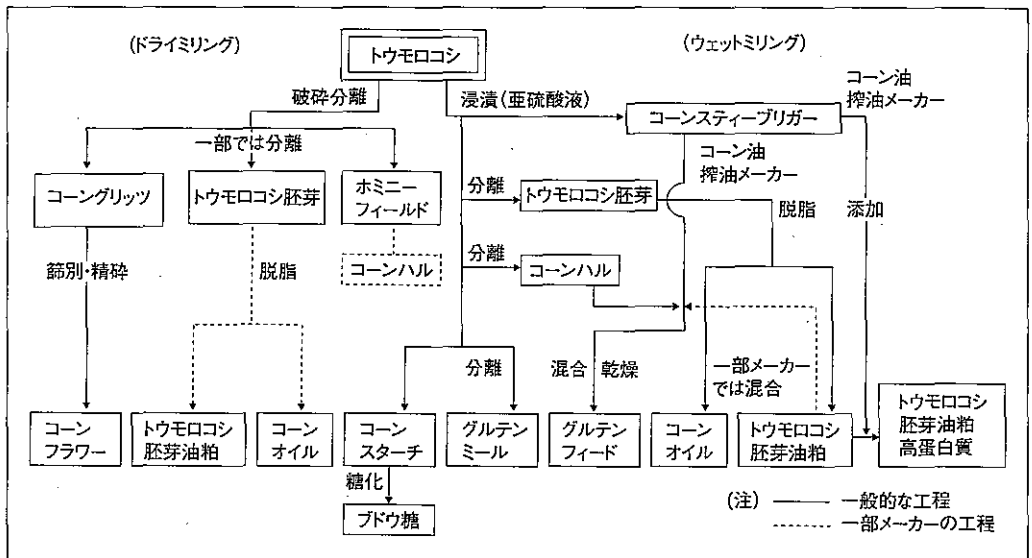 (ドライミリング)
トウモロコシ
(ウェットミリング)
破砕分離
浸漬(亜硫酸液)
コーン油
搾油メーカー
コーンスティーブリガー
一部では分離
コーン油
搾油メーカー
コーングリッツ
トウモロコシ胚芽
ホミニー
フィールド
分離
トウモロコシ胚芽
脱脂
添加
篩別・精砕
脱脂
コーンハル
分離
コーンハル
分離
混合
乾燥
一部メーカー
では混合
コーン
フラワー
トウモロコシ
胚芽油粕
コーン
オイル
コーン
スターチ
グルテン
ミール
グルテン
フィード
コーン
オイル
トウモロコシ
胚芽油粕
トウモロコシ
胚芽油粕
高蛋白質
糖化
ブドウ糖
(注) 一般的な工程
一部メーカーの工程